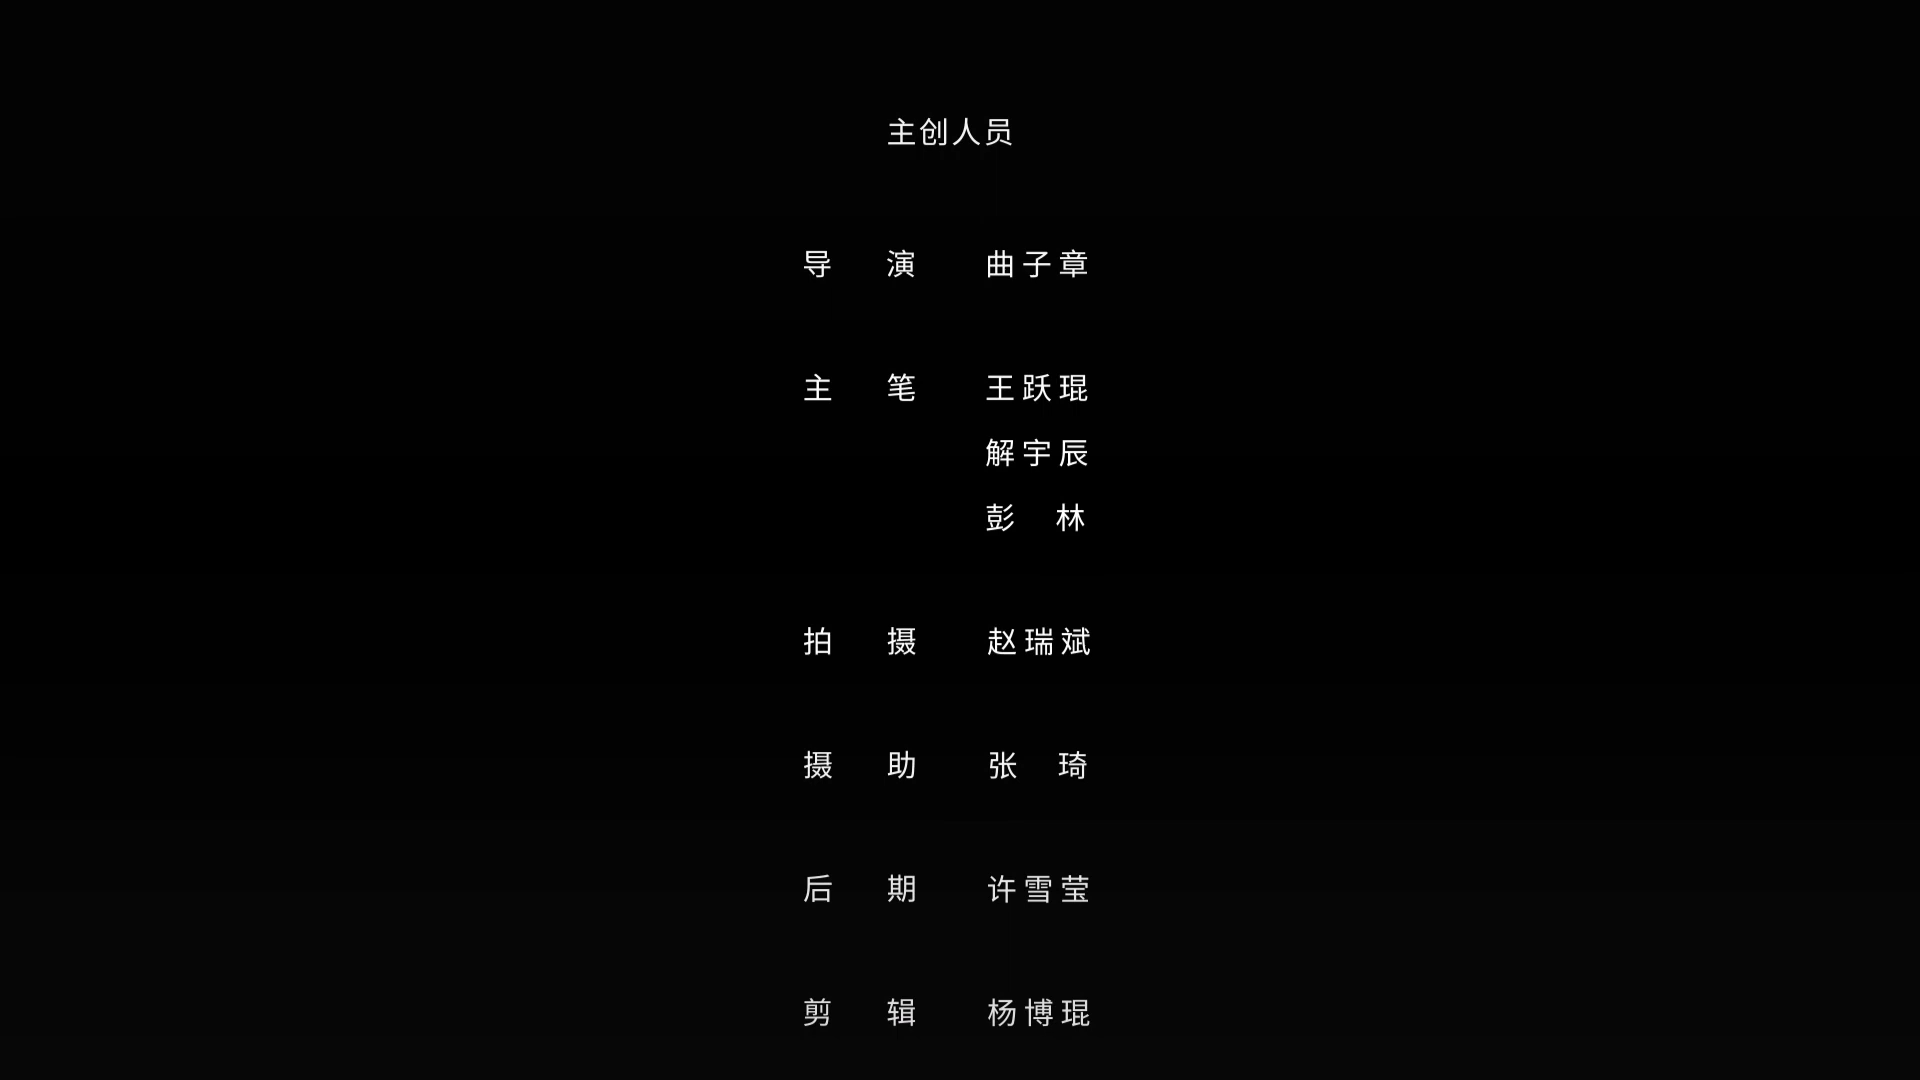 主创人员
导 演 曲子章
主 笔 王跃琨
解宇辰
彭 林
拍 摄 赵瑞斌
摄 助 张 琦
后 期 许雪莹
剪 辑 杨博琨